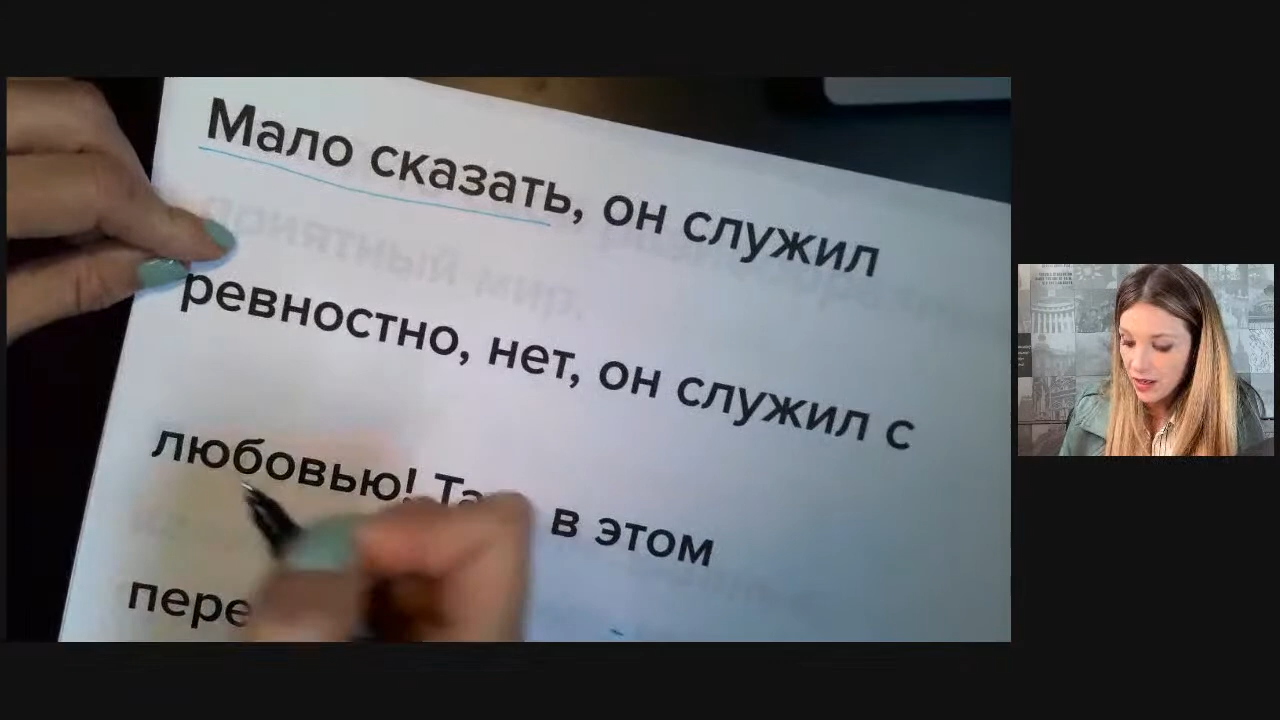 Мало сказать, он служил
ревностно, нет, он служил с
любовью! в этом